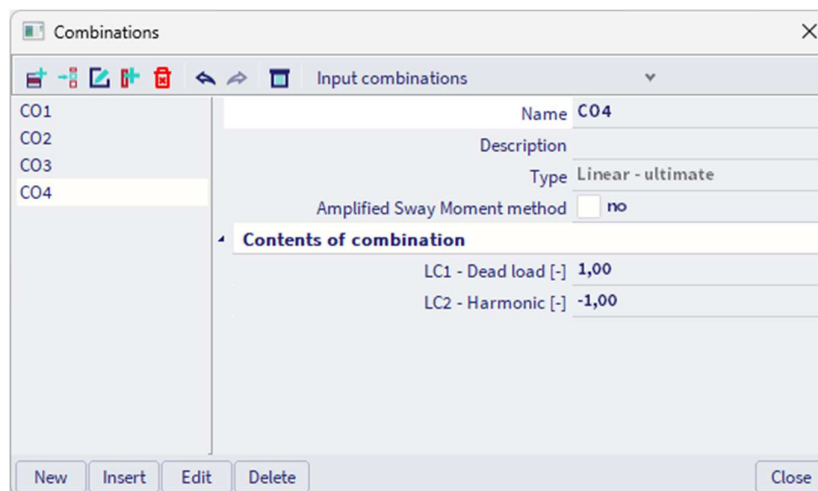 Combinations
Input combinations
CO1
CO2
CO3
CO4
Name CO4
Description
Type Linear - ultimate
Amplified Sway Moment method no
Contents of combination
LC1 - Dead load [-] 1,00
LC2 - Harmonic [-] -1,00
New Insert Edit Delete Close